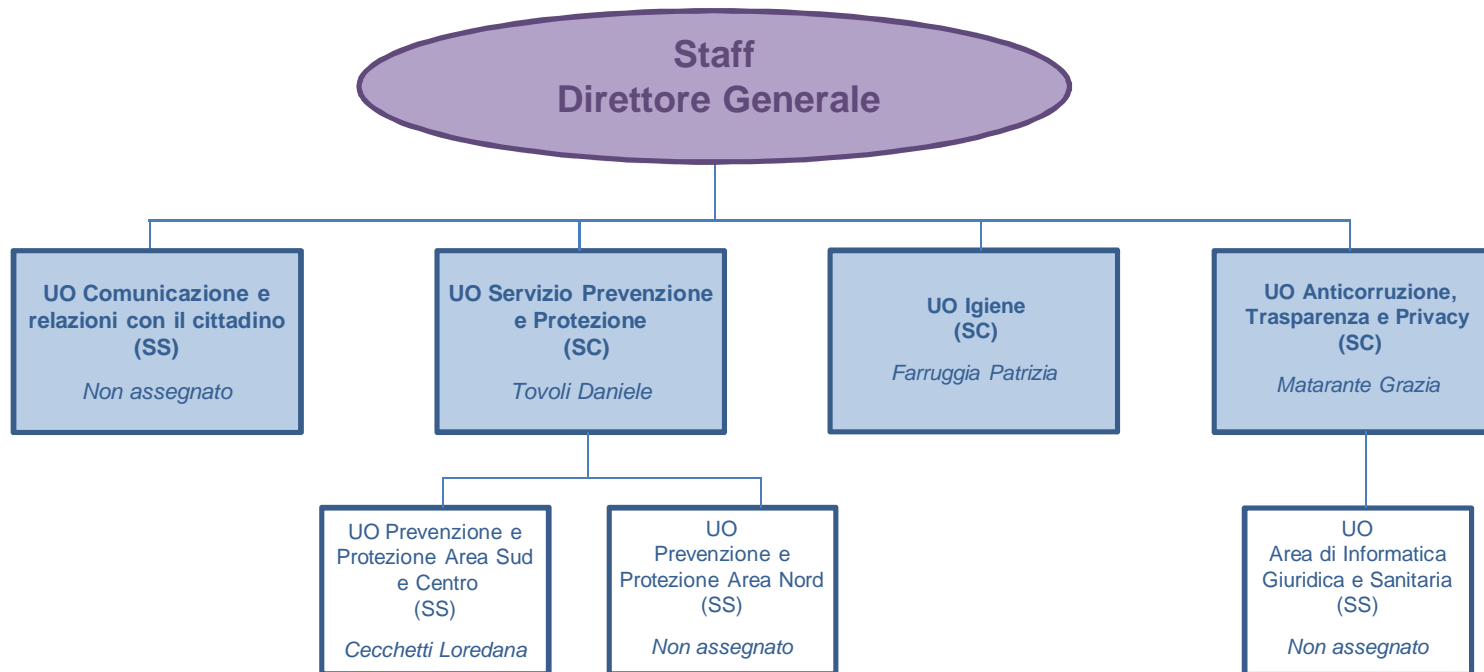 Staff
Direttore Generale
UO Comunicazione e
relazioni con il cittadino
(SS)
Non assegnato
UO Servizio Prevenzione
e Protezione
(SC)
Tovoli Daniele
UO Igiene
(SC)
Farruggia Patrizia
UO Anticorruzione,
Trasparenza e Privacy
(SC)
Matarante Grazia
UO Prevenzione e
Protezione Area Sud
e Centro
(SS)
Cecchetti Loredana
UO
Prevenzione e
Protezione Area Nord
(SS)
Non assegnato
UO
Area di Informatica
Giuridica e Sanitaria
(SS)
Non assegnato